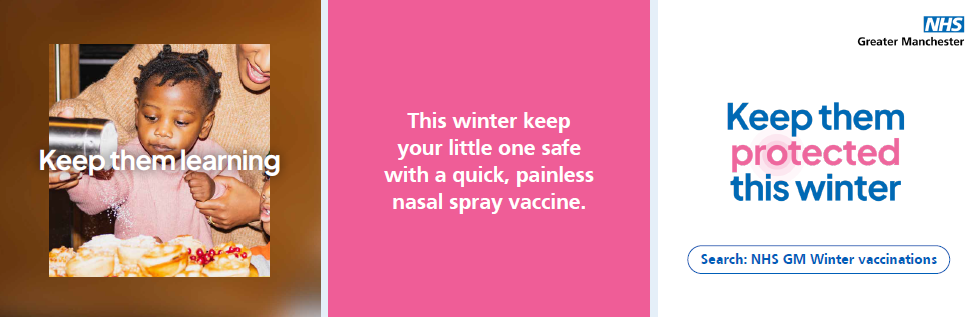 Keep them learning
This winter keep
your little one safe
with a quick, painless
nasal spray vaccine.
NHS
Greater Manchester
Keep them
protected
this winter
Search: NHS GM Winter vaccinations